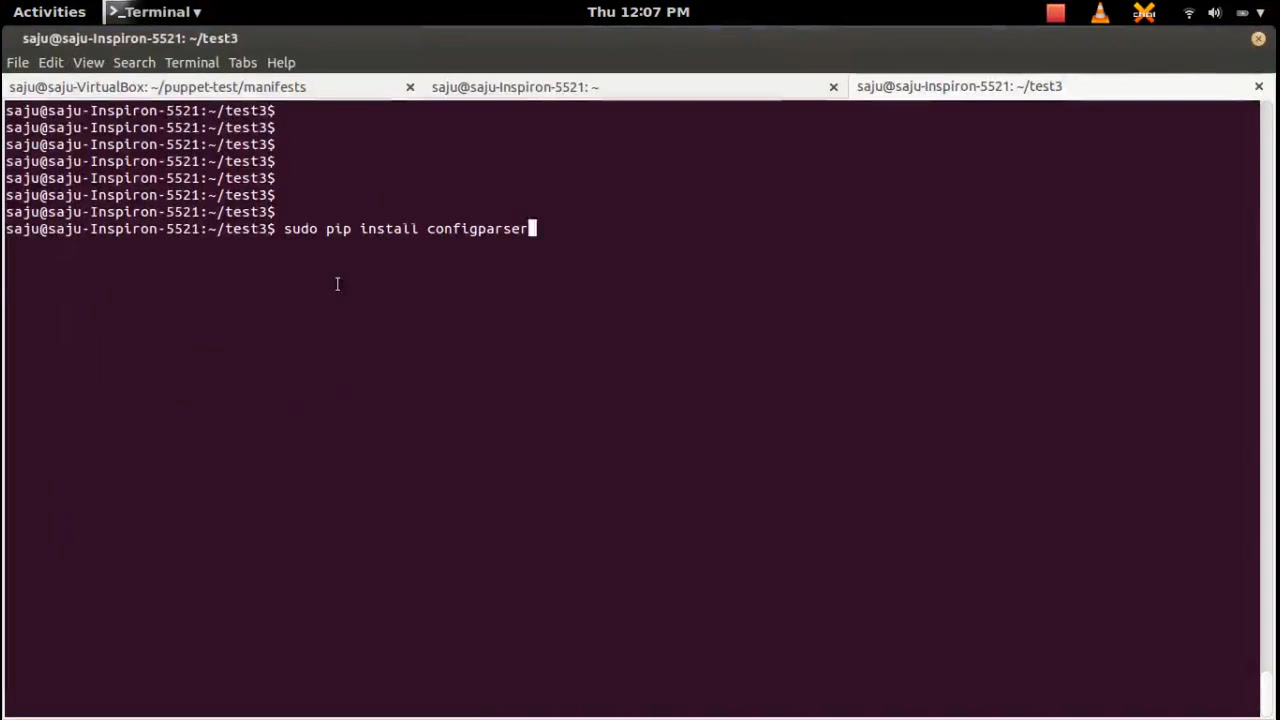 Activities >_Terminal ▾ Thu 12:07 PM choi
saju@saju-Inspiron-5521: ~/test3
File Edit View Search Terminal Tabs Help
saju@saju-VirtualBox: ~/puppet-test/manifests × saju@saju-Inspiron-5521: ~ × saju@saju-Inspiron-5521: ~/test3 ×
saju@saju-Inspiron-5521:~/test3$
saju@saju-Inspiron-5521:~/test3$
saju@saju-Inspiron-5521:~/test3$
saju@saju-Inspiron-5521:~/test3$
saju@saju-Inspiron-5521:~/test3$
saju@saju-Inspiron-5521:~/test3$
saju@saju-Inspiron-5521:~/test3$
saju@saju-Inspiron-5521:~/test3$ sudo pip install configparser